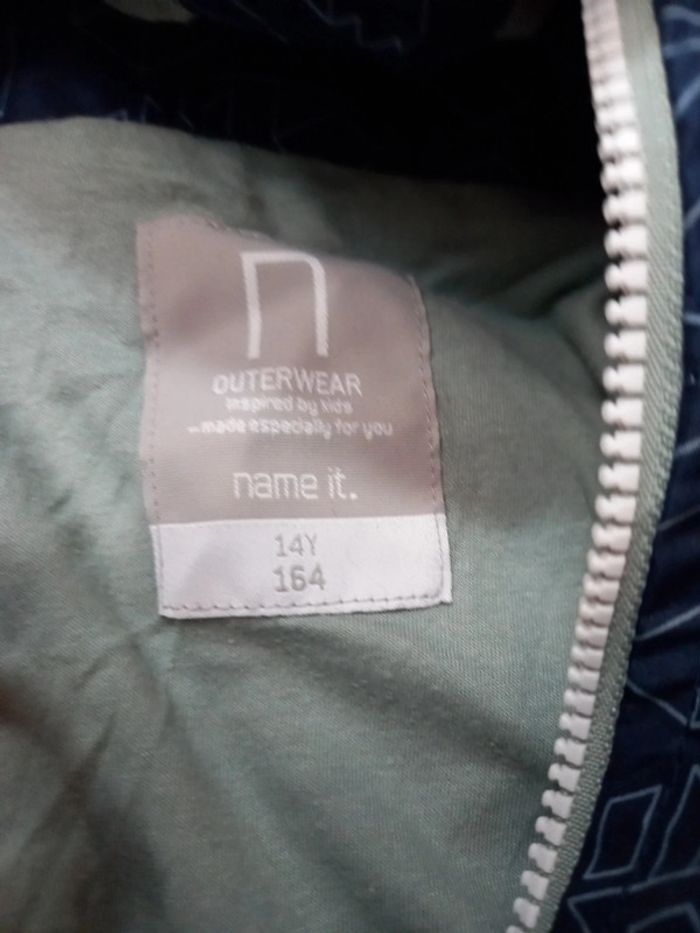 n
OUTERWEAR
inspired by kids
...made especially for you
name it.
14Y
164